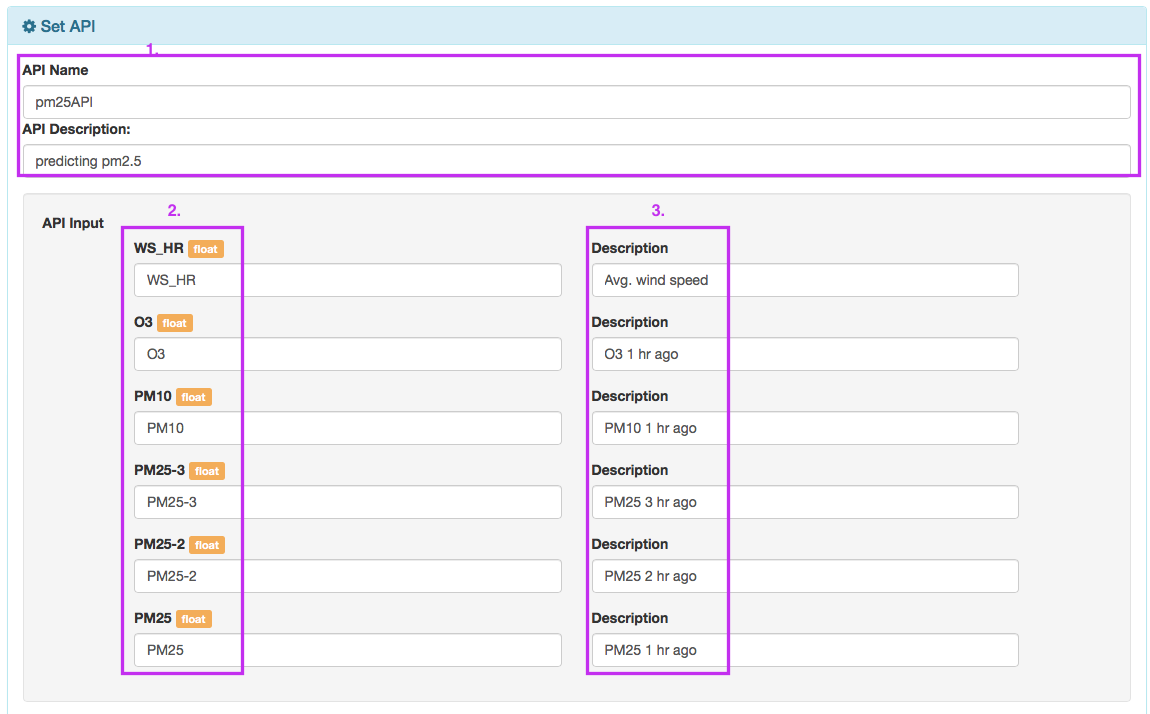 Set API
1.
API Name
pm25API
API Description:
predicting pm2.5
API Input
2.
3.
WS_HR float Description
WS_HR Avg. wind speed
O3 float Description
O3 O3 1 hr ago
PM10 float Description
PM10 PM10 1 hr ago
PM25-3 float Description
PM25-3 PM25 3 hr ago
PM25-2 float Description
PM25-2 PM25 2 hr ago
PM25 float Description
PM25 PM25 1 hr ago